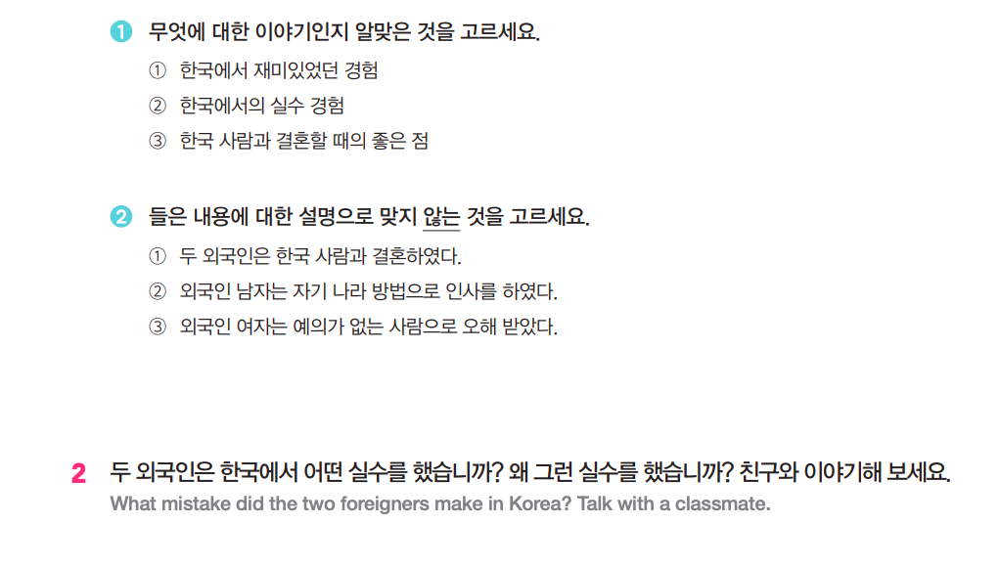 1 무엇에 대한 이야기인지 알맞은 것을 고르세요.
① 한국에서 재미있었던 경험
② 한국에서의 실수 경험
③ 한국 사람과 결혼할 때의 좋은 점
2 들은 내용에 대한 설명으로 맞지 않는 것을 고르세요.
① 두 외국인은 한국 사람과 결혼하였다.
② 외국인 남자는 자기 나라 방법으로 인사를 하였다.
③ 외국인 여자는 예의가 없는 사람으로 오해 받았다.
2 두 외국인은 한국에서 어떤 실수를 했습니까? 왜 그런 실수를 했습니까? 친구와 이야기해 보세요.
What mistake did the two foreigners make in Korea? Talk with a classmate.